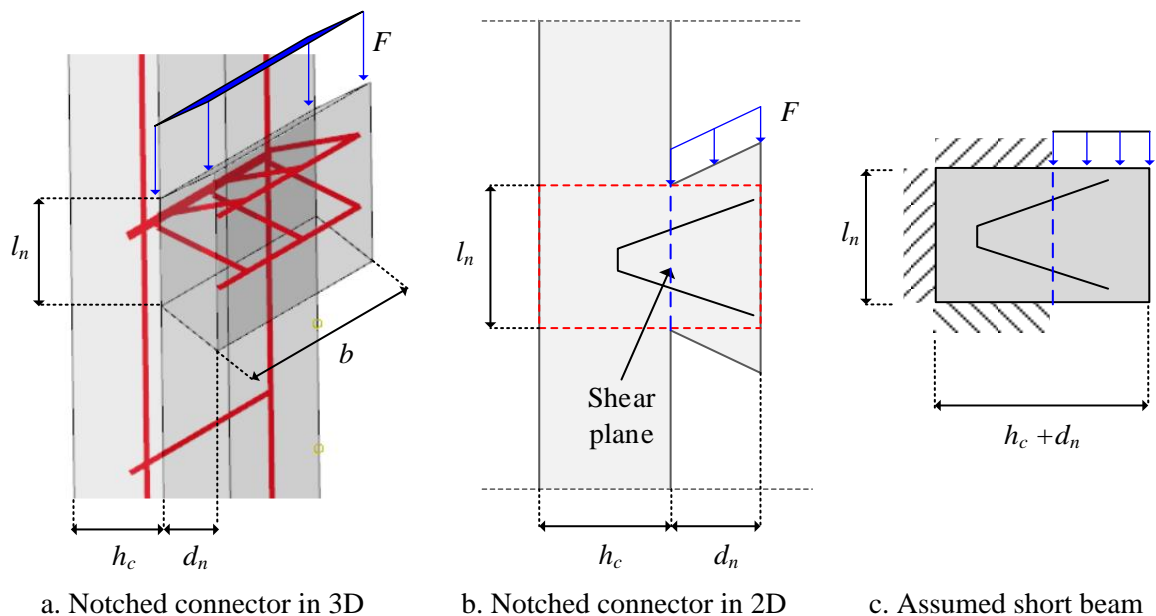 F
l_n
b
h_c
d_n
a. Notched connector in 3D
F
l_n
Shear
plane
h_c
d_n
b. Notched connector in 2D
l_n
h_c +d_n
c. Assumed short beam